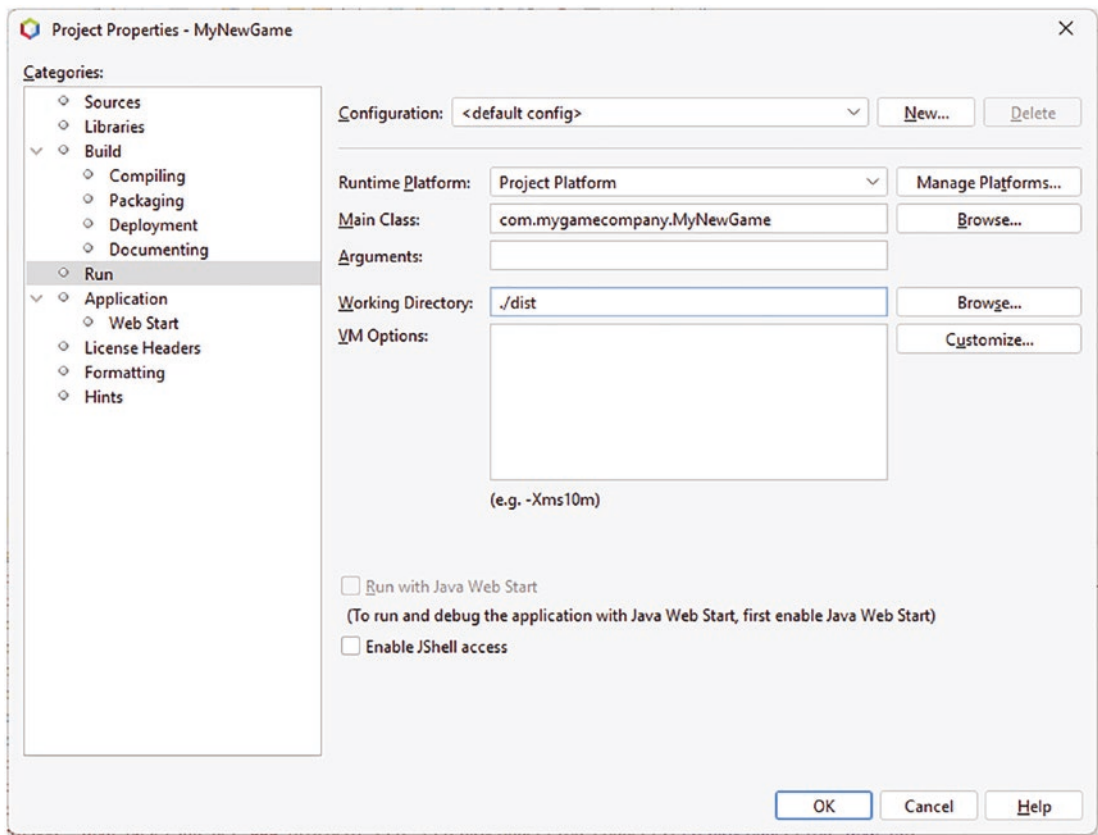 Project Properties - MyNewGame
Categories:
Sources
Libraries
Build
Compiling
Packaging
Deployment
Documenting
Run
Application
Web Start
License Headers
Formatting
Hints
Configuration: <default config> New... Delete
Runtime Platform: Project Platform Manage Platforms...
Main Class: com.mygamecompany.MyNewGame Browse...
Arguments:
Working Directory: ./dist Browse...
VM Options: Customize...
(e.g. -Xms10m)
Run with Java Web Start
(To run and debug the application with Java Web Start, first enable Java Web Start)
Enable JShell access
OK Cancel Help